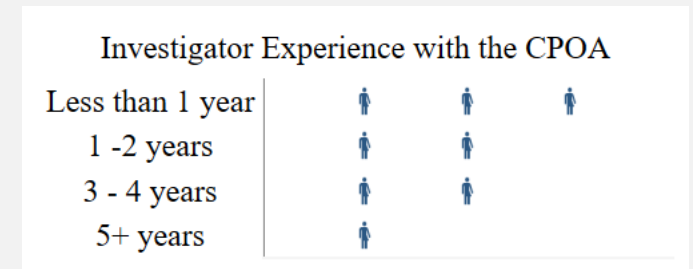 Investigator Experience with the CPOA
Less than 1 year
1 -2 years
3 - 4 years
5+ years